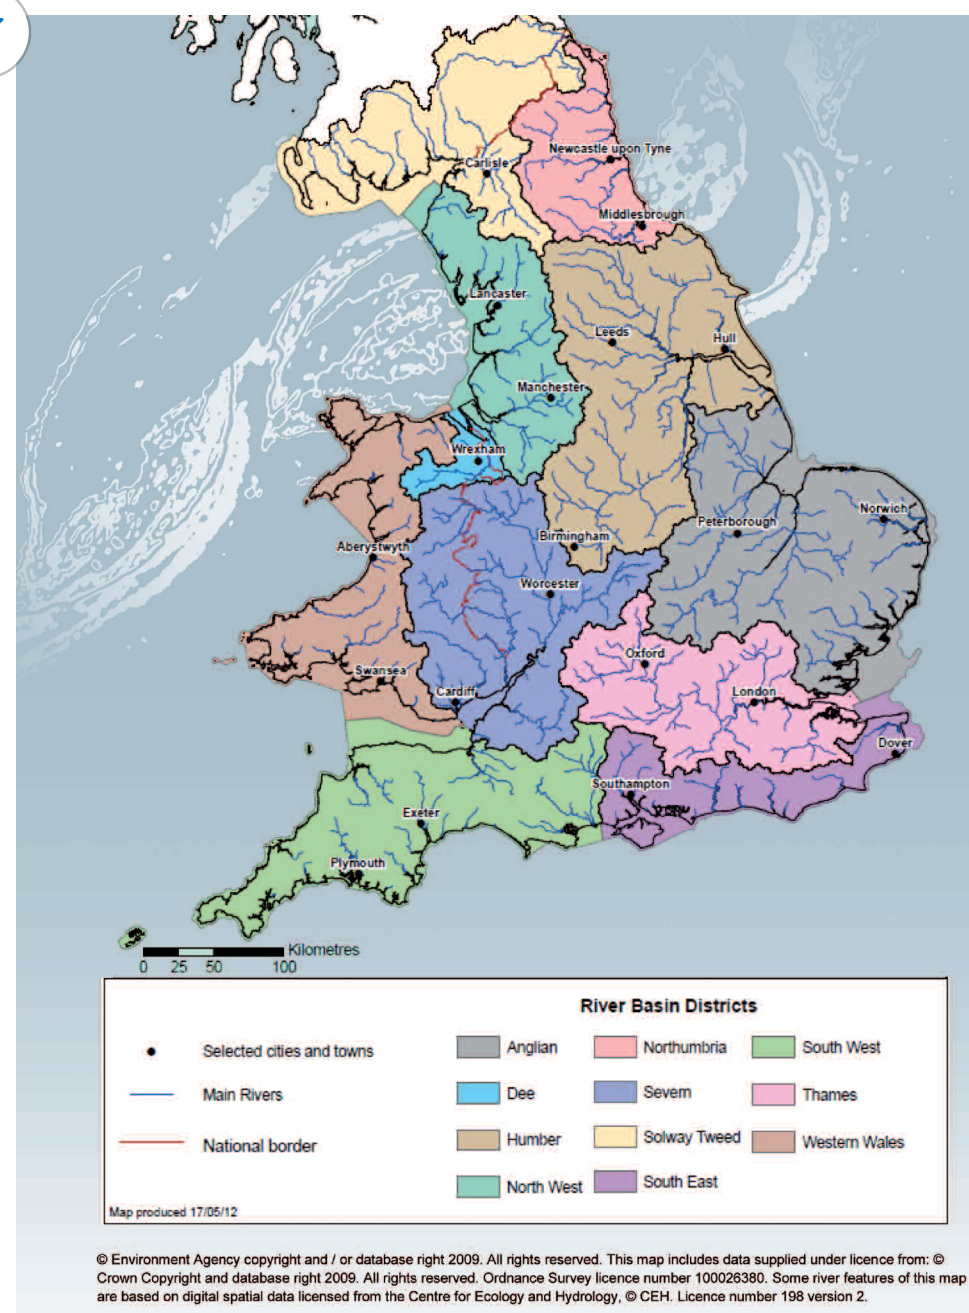 Newcastle upon Tyne
Carlisle
Middlesbrough
Lancaster
Leeds
Hull
Manchester
Wrexham
Norwich
Peterborough
Birmingham
Aberystwyth
Worcester
Oxford
Swansea
Cardiff
London
Dover
Southampton
Exeter
Plymouth
Kilometres
0 25 50 100
River Basin Districts
Selected cities and towns
Main Rivers
National border
Anglian
Dee
Humber
North West
Northumbria
Severn
Solway Tweed
South East
South West
Thames
Western Wales
Map produced 17/05/12
© Environment Agency copyright and / or database right 2009. All rights reserved. This map includes data supplied under licence from: ©
Crown Copyright and database right 2009. All rights reserved. Ordnance Survey licence number 100026380. Some river features of this map
are based on digital spatial data licensed from the Centre for Ecology and Hydrology, © CEH. Licence number 198 version 2.